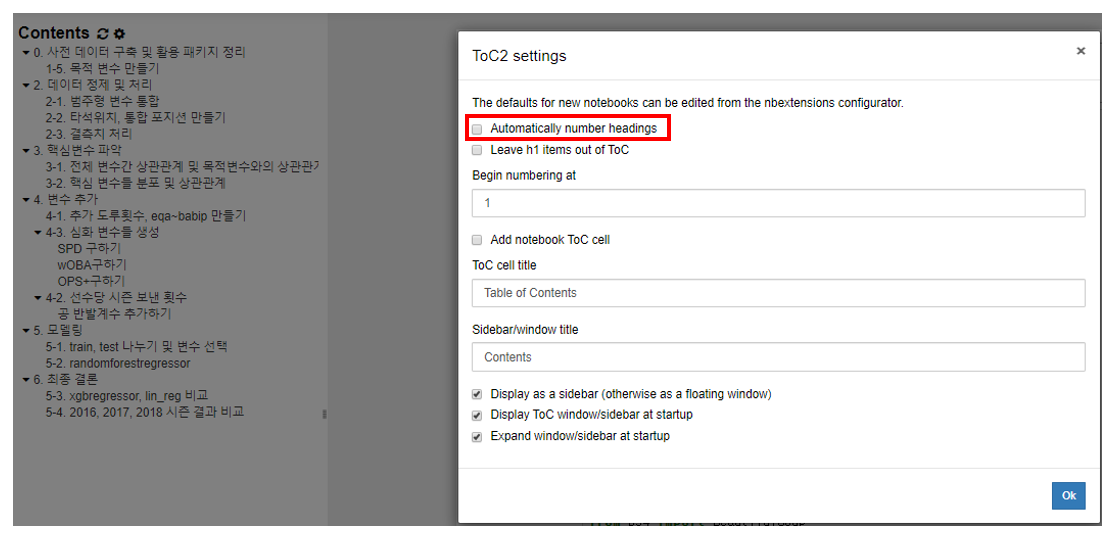 Contents
0. 사전 데이터 구축 및 활용 패키지 정리
1-5. 목적 변수 만들기
2. 데이터 정제 및 처리
2-1. 범주형 변수 통합
2-2. 타석위치, 통합 포지션 만들기
2-3. 결측지 처리
3. 핵심변수 파악
3-1. 전체 변수간 상관관계 및 목적변수와의 상관관기
3-2. 핵심 변수들 분포 및 상관관계
4. 변수 추가
4-1. 추가 도루횟수, eqa~babip 만들기
4-3. 심화 변수들 생성
SPD 구하기
wOBA구하기
OPS+구하기
4-2. 선수당 시즌 보낸 횟수
공 반발계수 추가하기
5. 모델링
5-1. train, test 나누기 및 변수 선택
5-2. randomforestregressor
6. 최종 결론
5-3. xgbregressor, lin_reg 비교
5-4. 2016, 2017, 2018 시즌 결과 비교
ToC2 settings
×
The defaults for new notebooks can be edited from the nbextensions configurator.
Automatically number headings
Leave h1 items out of ToC
Begin numbering at
1
Add notebook ToC cell
ToC cell title
Table of Contents
Sidebar/window title
Contents
Display as a sidebar (otherwise as a floating window)
Display ToC window/sidebar at startup
Expand window/sidebar at startup
Ok